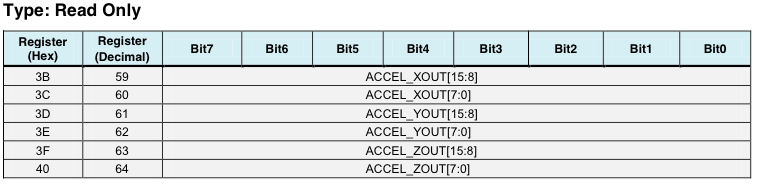 Type: Read Only
Register (Hex) Register (Decimal) Bit7 Bit6 Bit5 Bit4 Bit3 Bit2 Bit1 Bit0
3B 59 ACCEL_XOUT[15:8]
3C 60 ACCEL_XOUT[7:0]
3D 61 ACCEL_YOUT[15:8]
3E 62 ACCEL_YOUT[7:0]
3F 63 ACCEL_ZOUT[15:8]
40 64 ACCEL_ZOUT[7:0]